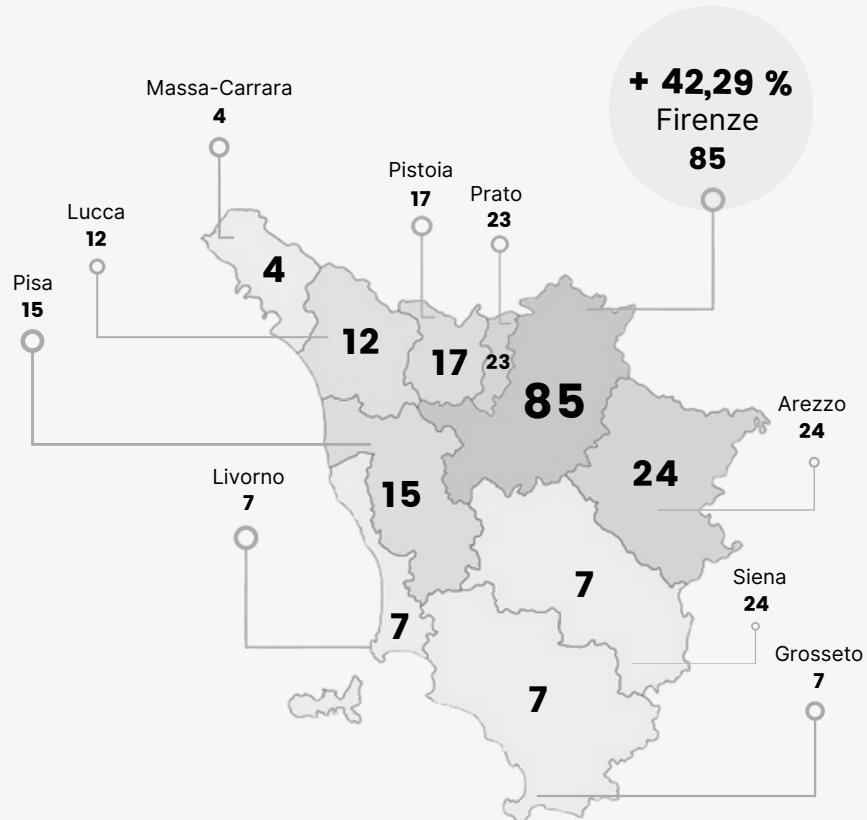 + 42,29 %
Firenze
85
Massa-Carrara
4
Pistoia
17
Prato
23
Lucca
12
Pisa
15
4
12
17
23
85
Arezzo
24
24
Livorno
7
15
7
Siena
24
7
Grosseto
7
7